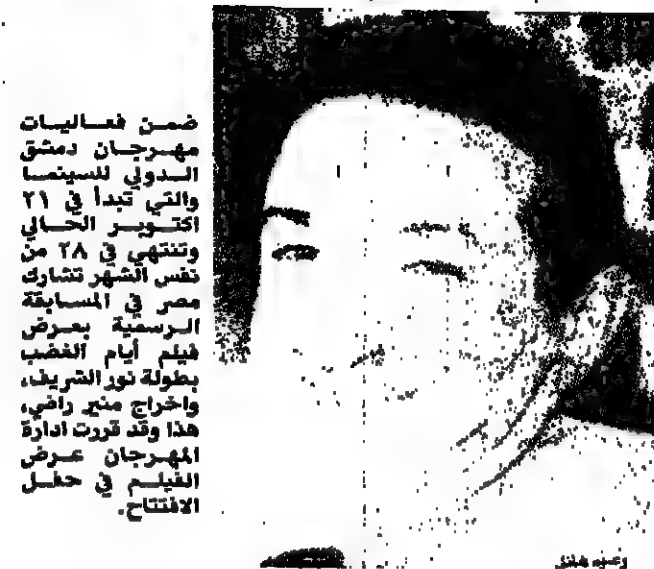 ضمن فعاليات
مهرجان دمشق
الدولي للسينما
والتي تبدأ في ٢١
اكتوبر الحالي
وتنتهي في ٢٨ من
نفس الشهر تشارك
مصر في المسابقة
الرسمية بعرض
فيلم أيام الغضب
بطولة نور الشريف،
واخراج منير راضي،
هذا وقد قررت ادارة
المهرجان عرض
الفيلم في حفل
الافتتاح.